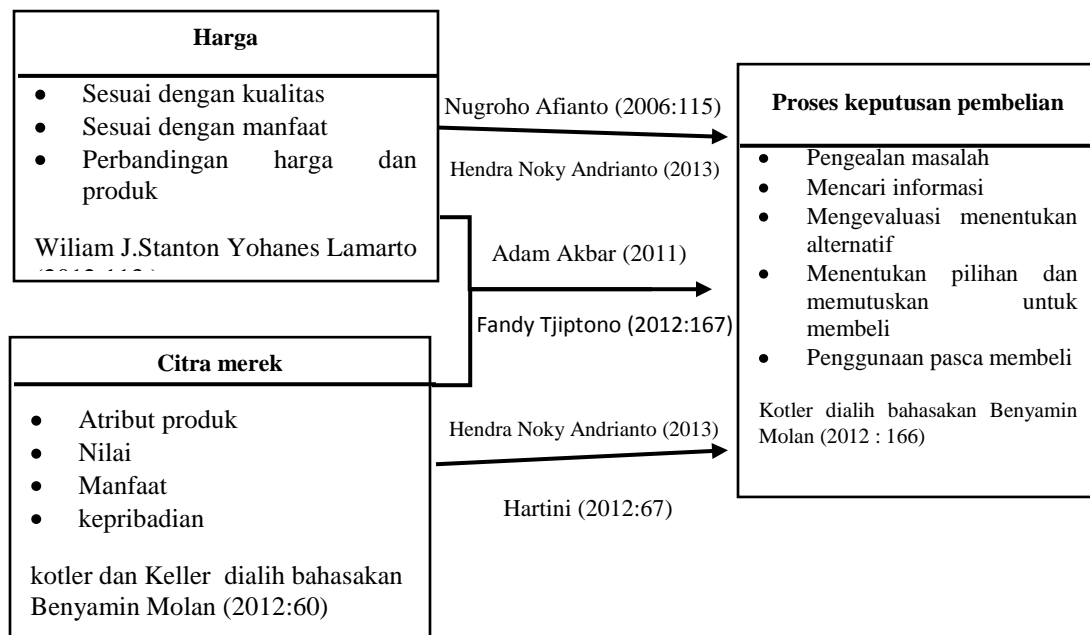 Harga
• Sesuai dengan kualitas
• Sesuai dengan manfaat
• Perbandingan harga dan
produk
Wiliam J.Stanton Yohanes Lamarto
Nugroho Afianto (2006:115)
Hendra Noky Andrianto (2013)
Adam Akbar (2011)
Fandy Tjiptono (2012:167)
Citra merek
• Atribut produk
• Nilai
• Manfaat
• kepribadian
kotler dan Keller dialih bahasakan
Benyamin Molan (2012:60)
Hendra Noky Andrianto (2013)
Hartini (2012:67)
Proses keputusan pembelian
• Pengealan masalah
• Mencari informasi
• Mengevaluasi menentukan
alternatif
• Menentukan pilihan dan
memutuskan untuk
membeli
• Penggunaan pasca membeli
Kotler dialih bahasakan Benyamin
Molan (2012 : 166)